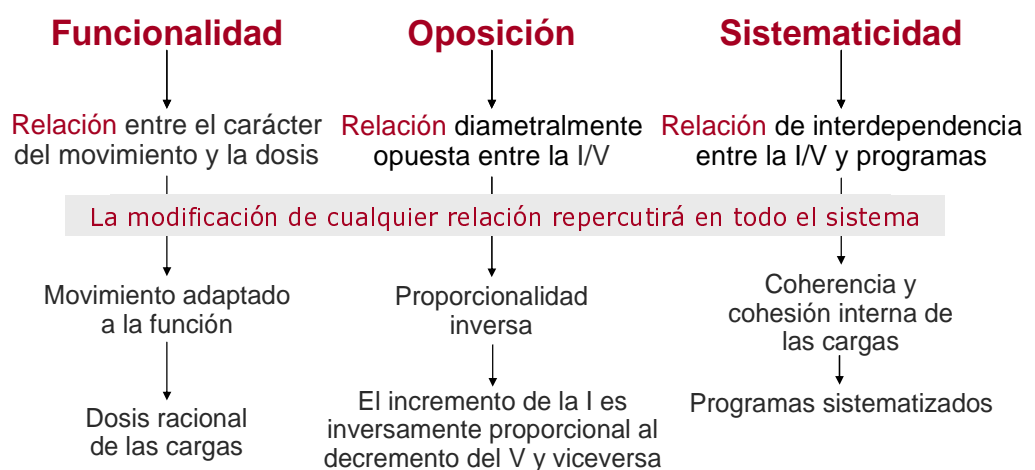 Funcionalidad
Oposición
Sistematicidad
Relación entre el carácter
del movimiento y la dosis
Relación diametralmente
opuesta entre la I/V
Relación de interdependencia
entre la I/V y programas
La modificación de cualquier relación repercutirá en todo el sistema
Movimiento adaptado
a la función
Proporcionalidad
inversa
Coherencia y
cohesión interna de
las cargas
Dosis racional
de las cargas
El incremento de la I es
inversamente proporcional al
decremento del V y viceversa
Programas sistematizados